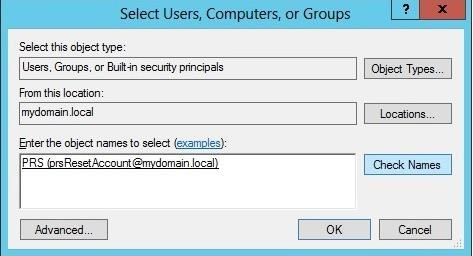 Select Users, Computers, or Groups
?
x
Select this object type:
Users, Groups, or Built-in security principals
Object Types...
From this location:
mydomain.local
Locations...
Enter the object names to select (examples):
PRS (prsResetAccount@mydomain.local)
Check Names
Advanced...
OK
Cancel